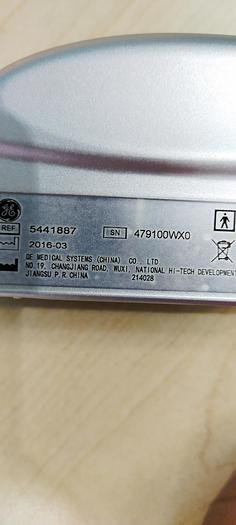 GE
REF 5441887 SN 479100WX0
2016-03
GE MEDICAL SYSTEMS (CHINA) CO. LTD
NO.19, CHANGJIANG ROAD, WUXI, NATIONAL HI-TECH DEVELOPMENT
JIANGSU P.R.CHINA 214028